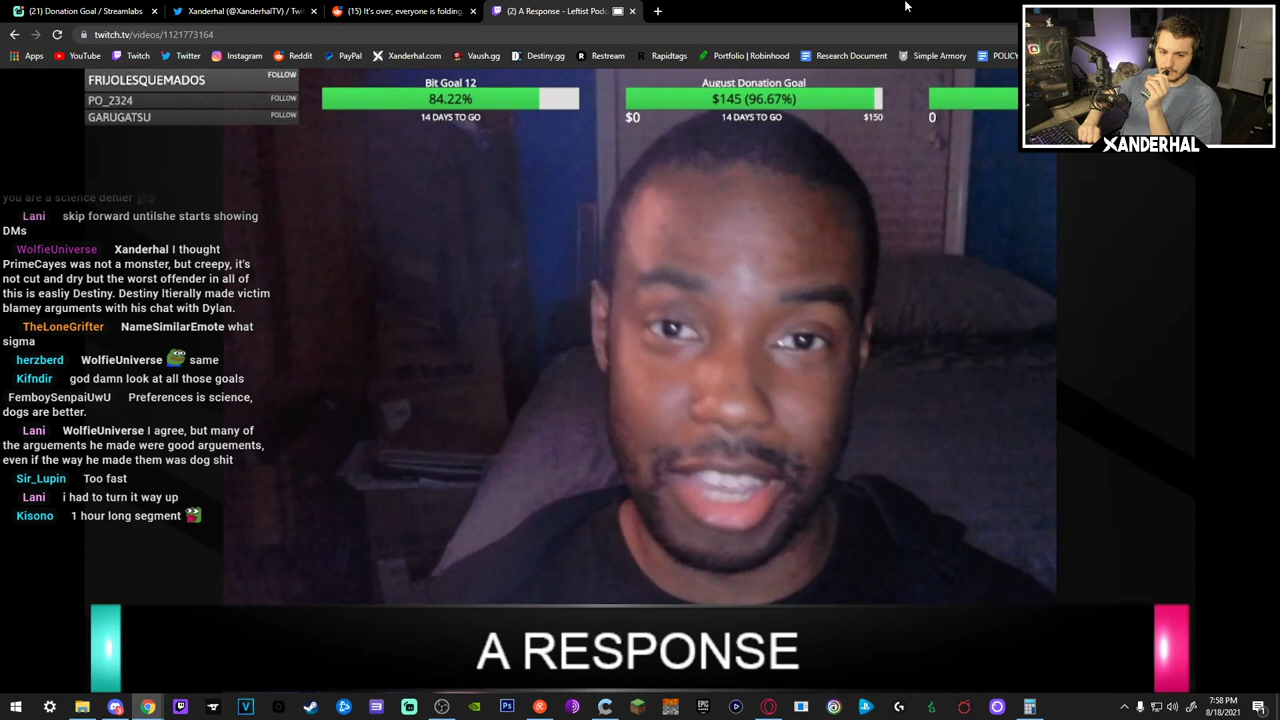 (21) Donation Goal / Streamlabs
Xanderhal (@XanderhalTV) / Twi
(15) It's over, everyone is folding
(2) A Response - Leftist Podc
twitch.tv/videos/1121773164
Apps YouTube Twitch Twitter Instagram Reddit PayPal Xanderhal.com Vaush.gg Destiny.gg Restream Rapidtags Portfolio | Robinhood Research Document Simple Armory POLICY
FRIJOLESQUEMADOS FOLLOW
PO_2324 FOLLOW
GARUGATSU FOLLOW
Bit Goal 12
84.22%
14 DAYS TO GO
August Donation Goal
$145 (96.67%)
$0 14 DAYS TO GO $150
0
XANDERHAL
you are a science denier
Lani skip forward untilshe starts showing
DMs
WolfieUniverse Xanderhal I thought
PrimeCayes was not a monster, but creepy, it's
not cut and dry but the worst offender in all of
this is easliy Destiny. Destiny ltierally made victim
blamey arguments with his chat with Dylan.
TheLoneGrifter NameSimilarEmote what
sigma
herzberd WolfieUniverse same
Kifndir god damn look at all those goals
FemboySenpaiUwU Preferences is science,
dogs are better.
Lani WolfieUniverse I agree, but many of
the arguements he made were good arguements,
even if the way he made them was dog shit
Sir_Lupin Too fast
Lani i had to turn it way up
Kisono 1 hour long segment
A RESPONSE
7:58 PM
8/18/2021